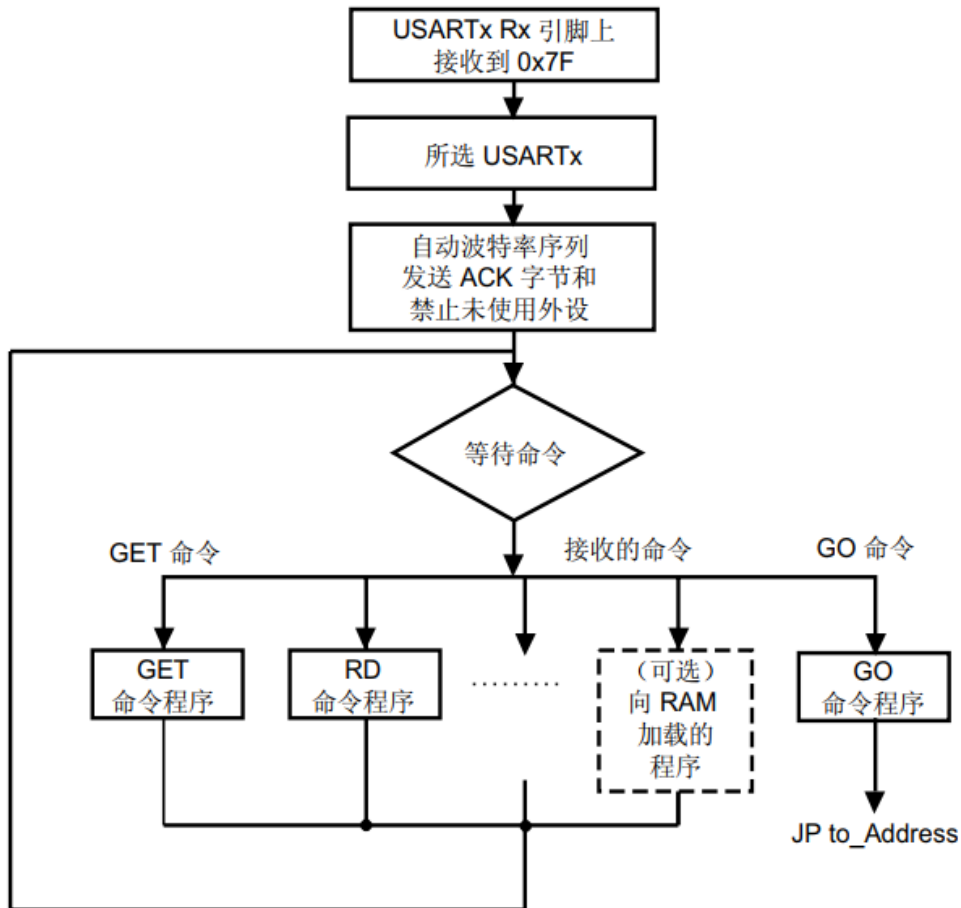 USARTx Rx 引脚上
接收到 0x7F
所选 USARTx
自动波特率序列
发送 ACK 字节和
禁止未使用外设
等待命令
GET 命令
接收的命令
GO 命令
GET
命令程序
RD
命令程序
·········
（可选）
向 RAM
加载的
程序
GO
命令程序
JP to_Address